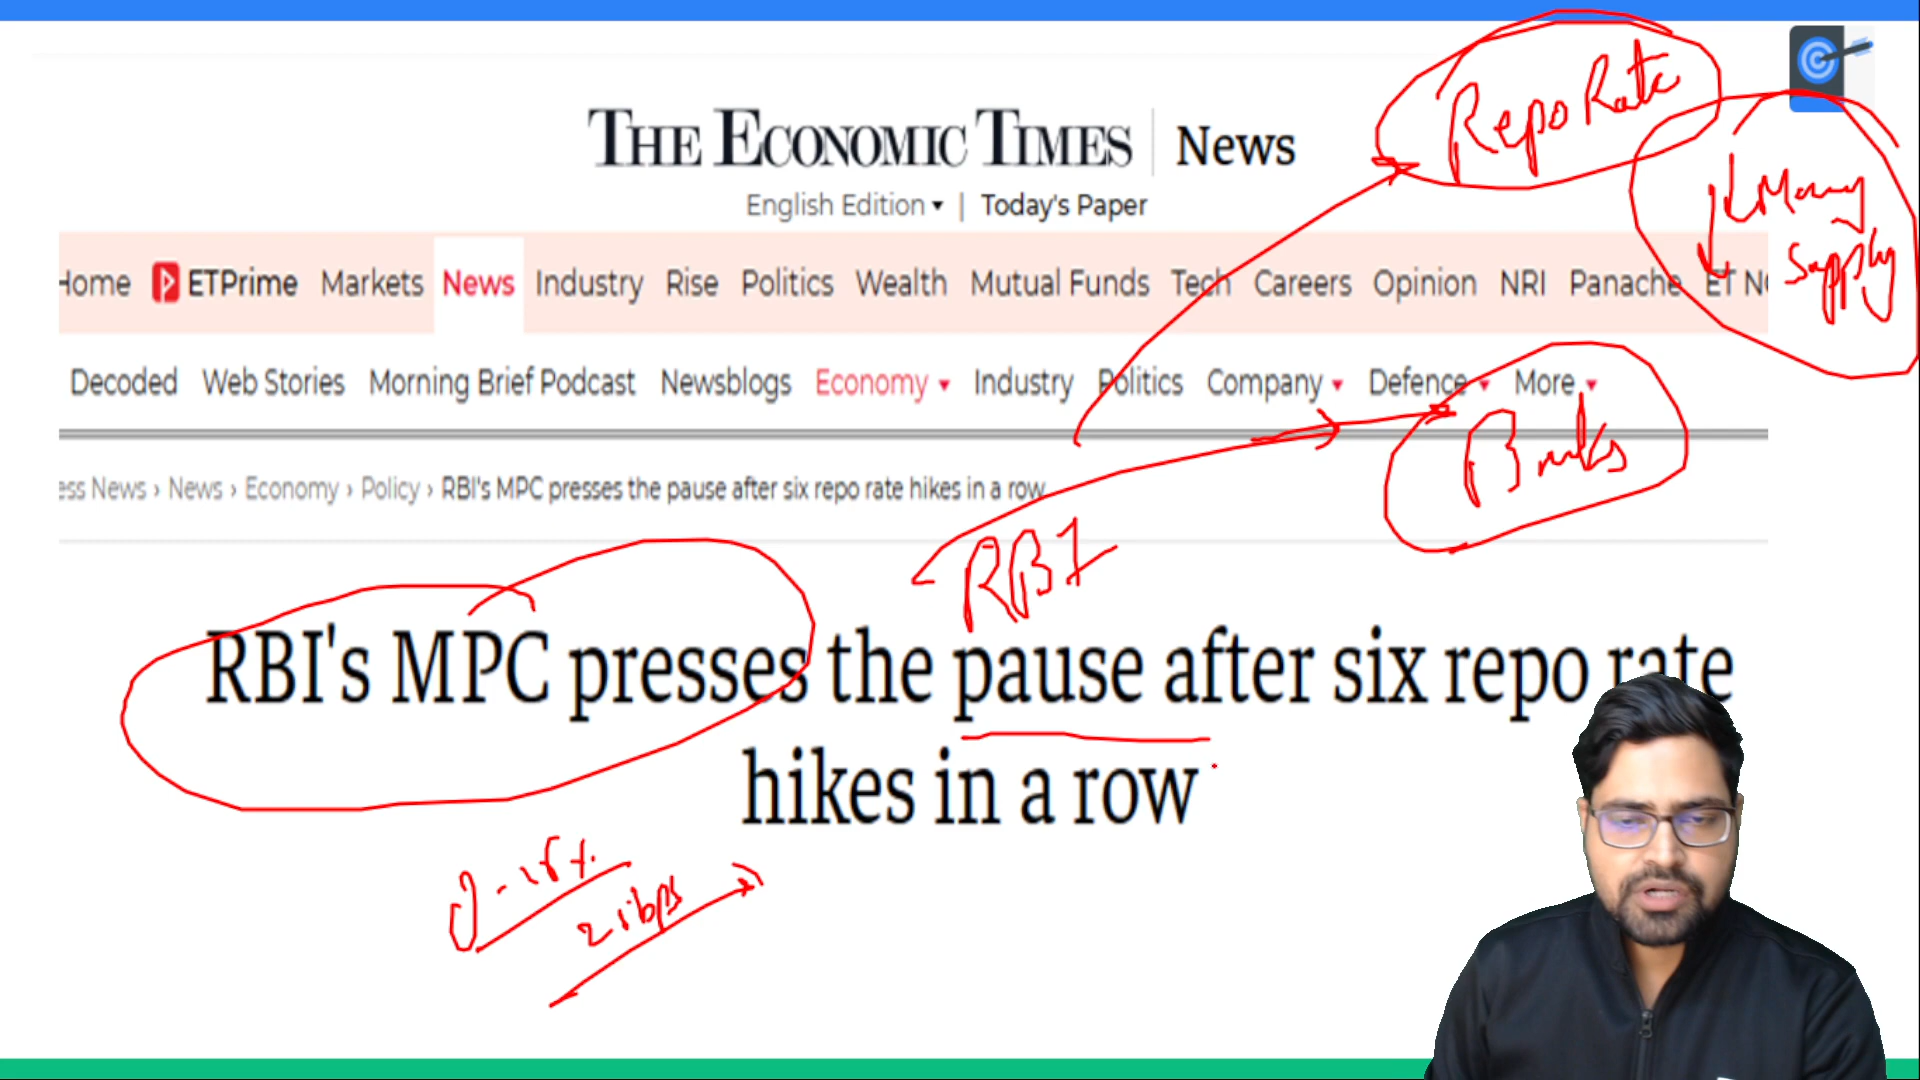 Repo Rate
THE ECONOMIC TIMES | News
English Edition ▾ | Today's Paper
Money
Supply
Home ETPrime Markets News Industry Rise Politics Wealth Mutual Funds Tech Careers Opinion NRI Panache ET NO
Decoded Web Stories Morning Brief Podcast Newsblogs Economy ▾ Industry Politics Company ▾ Defence ▾ More ▾
Banks
ess News › News › Economy › Policy › RBI's MPC presses the pause after six repo rate hikes in a row
RBI
RBI's MPC presses the pause after six repo rate
hikes in a row
bps